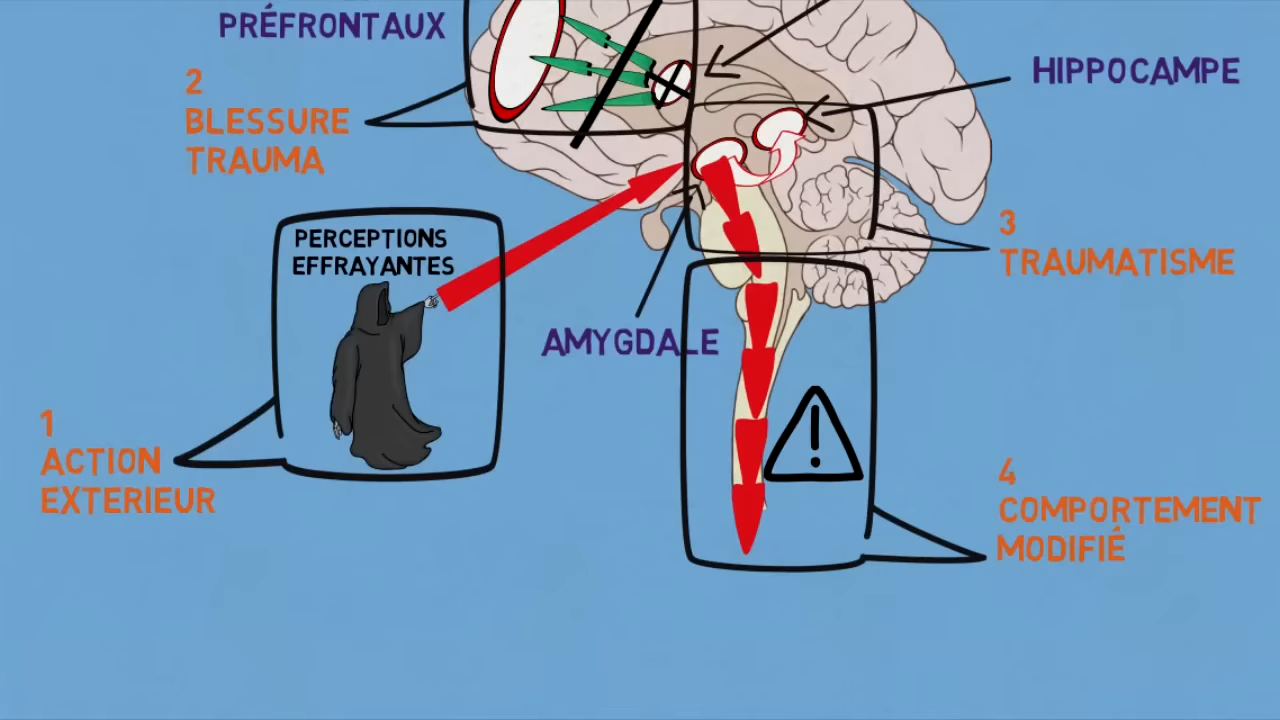 PRÉFRONTAUX
2
BLESSURE
TRAUMA
HIPPOCAMPE
PERCEPTIONS
EFFRAYANTES
3
TRAUMATISME
AMYGDALE
1
ACTION
EXTERIEUR
4
COMPORTEMENT
MODIFIÉ